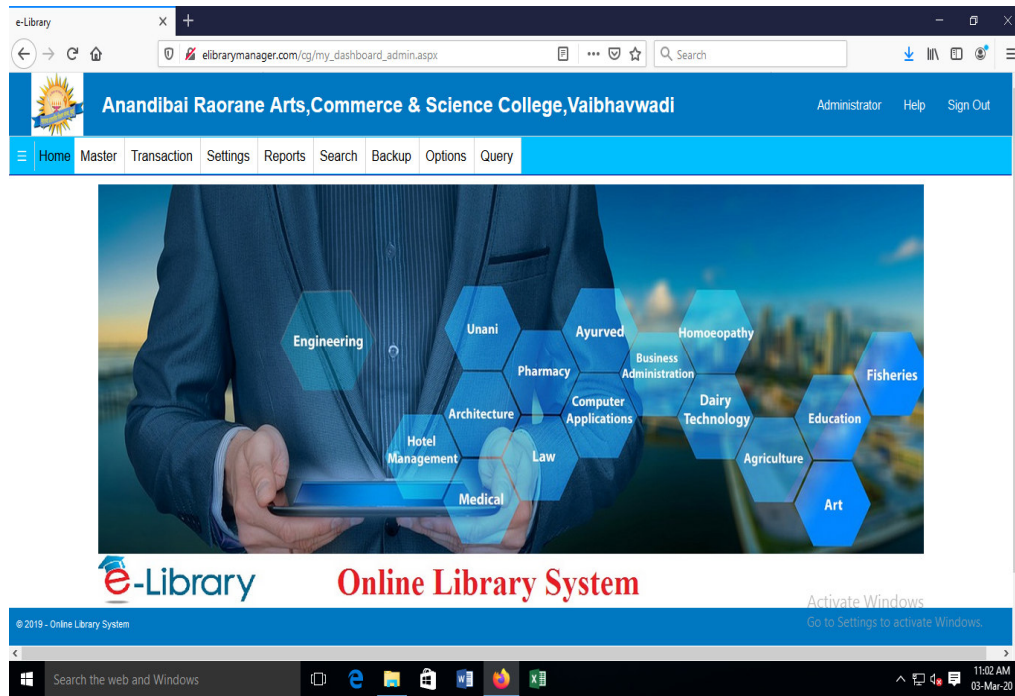 e-Library
elibrarymanager.com/cg/my_dashboard_admin.aspx
Search
Anandibai Raorane Arts,Commerce & Science College,Vaibhavwadi
Administrator Help Sign Out
Home Master Transaction Settings Reports Search Backup Options Query
Engineering
Unani
Ayurved
Homoeopathy
Business
Administration
Pharmacy
Fisheries
Computer
Applications
Dairy
Technology
Architecture
Education
Hotel
Management
Law
Agriculture
Medical
Art
e-Library
Online Library System
Activate Windows
Go to Settings to activate Windows.
© 2019 - Online Library System
Search the web and Windows
11:02 AM
03-Mar-20